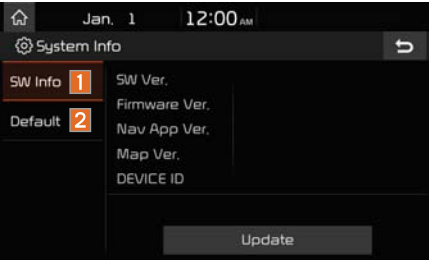 Jan. 1 12:00 AM
System Info
SW Info 1
Default 2
SW Ver.
Firmware Ver.
Nav App Ver.
Map Ver.
DEVICE ID
Update